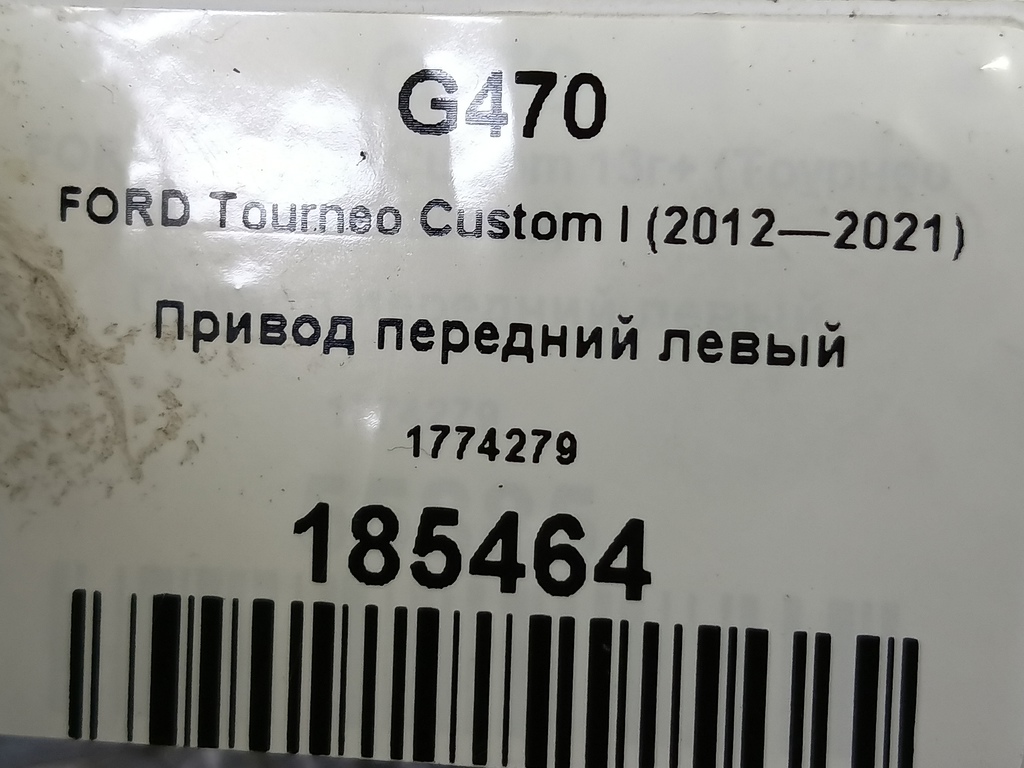 G470
FORD Tourneo Custom I (2012—2021)
Привод передний левый
1774279
185464